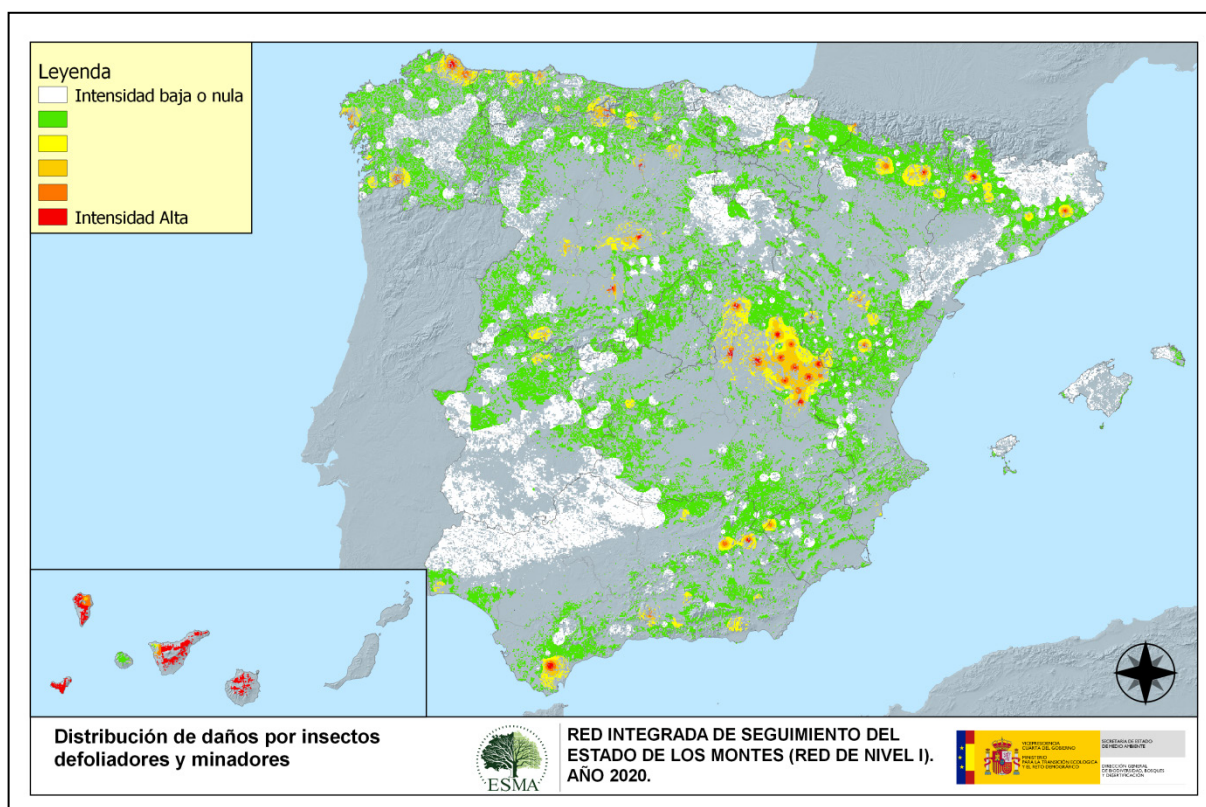 Leyenda
Intensidad baja o nula
Intensidad Alta
Distribución de daños por insectos
defoliadores y minadores
ESMA
RED INTEGRADA DE SEGUIMIENTO DEL
ESTADO DE LOS MONTES (RED DE NIVEL I).
AÑO 2020.
VICEPRESIDENCIA
CUARTA DEL GOBIERNO
MINISTERIO
PARA LA TRANSICIÓN ECOLÓGICA
Y EL RETO DEMOGRÁFICO
SECRETARÍA DE ESTADO
DE MEDIO AMBIENTE
DIRECCIÓN GENERAL
DE BIODIVERSIDAD, BOSQUES
Y DESERTIFICACIÓN